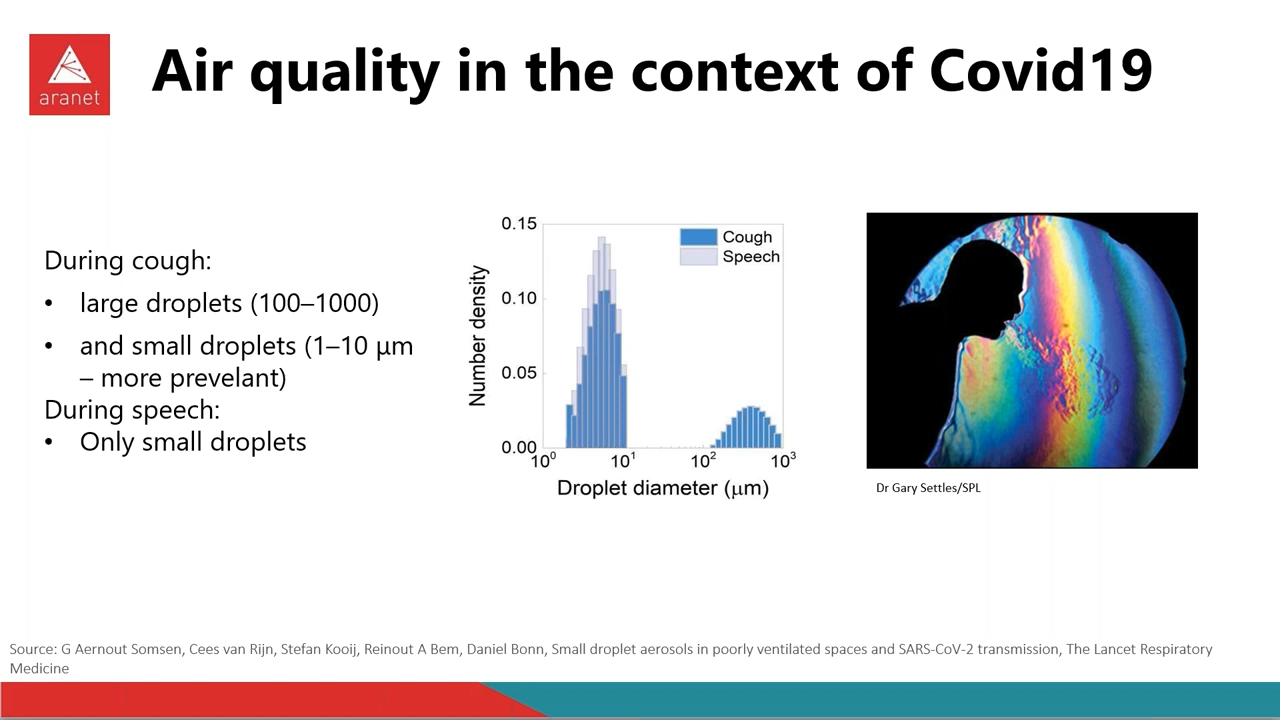 aranet
Air quality in the context of Covid19
During cough:
• large droplets (100–1000)
• and small droplets (1–10 µm
– more prevelant)
During speech:
• Only small droplets
0.15
0.10
0.05
0.00
Number density
Cough
Speech
10⁰
10¹
10²
10³
Droplet diameter (µm)
Dr Gary Settles/SPL
Source: G Aernout Somsen, Cees van Rijn, Stefan Kooij, Reinout A Bem, Daniel Bonn, Small droplet aerosols in poorly ventilated spaces and SARS-CoV-2 transmission, The Lancet Respiratory
Medicine